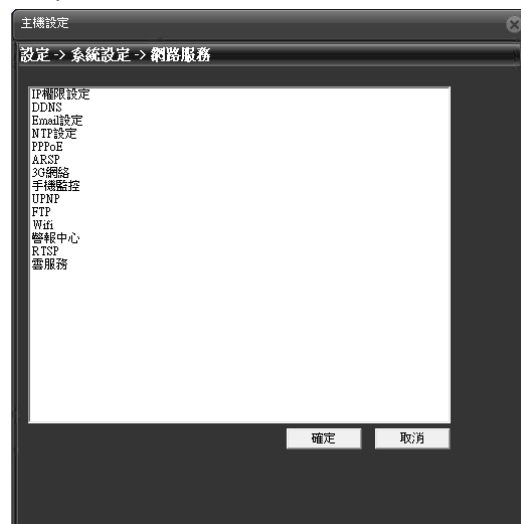 主機設定
設定 -> 系統設定 -> 網路服務
IP權限設定
DDNS
Email設定
NTP設定
PPPoE
ARSP
3G網絡
手機監控
UPNP
FTP
Wifi
警報中心
RTSP
雲服務
確定
取消